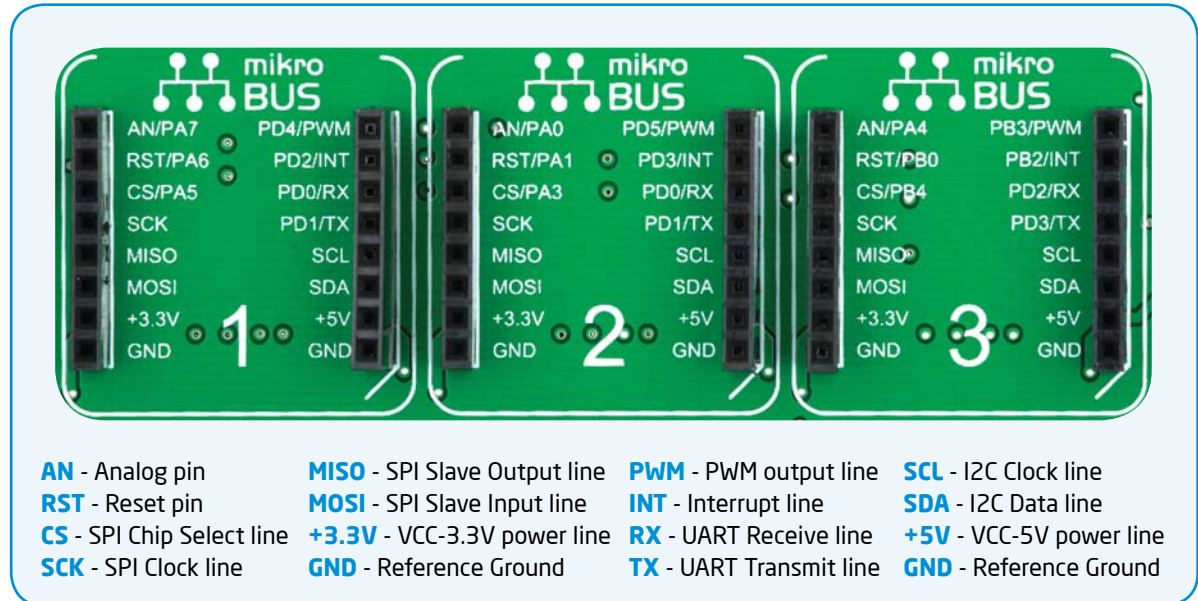 mikro
BUS
AN/PA7 PD4/PWM
RST/PA6 PD2/INT
CS/PA5 PD0/RX
SCK PD1/TX
MISO SCL
MOSI SDA
+3.3V +5V
GND GND
1
mikro
BUS
AN/PA0 PD5/PWM
RST/PA1 PD3/INT
CS/PA3 PD0/RX
SCK PD1/TX
MISO SCL
MOSI SDA
+3.3V +5V
GND GND
2
mikro
BUS
AN/PA4 PB3/PWM
RST/PB0 PB2/INT
CS/PB4 PD2/RX
SCK PD3/TX
MISO SCL
MOSI SDA
+3.3V +5V
GND GND
3
AN - Analog pin
RST - Reset pin
CS - SPI Chip Select line
SCK - SPI Clock line
MISO - SPI Slave Output line
MOSI - SPI Slave Input line
+3.3V - VCC-3.3V power line
GND - Reference Ground
PWM - PWM output line
INT - Interrupt line
RX - UART Receive line
TX - UART Transmit line
SCL - I2C Clock line
SDA - I2C Data line
+5V - VCC-5V power line
GND - Reference Ground